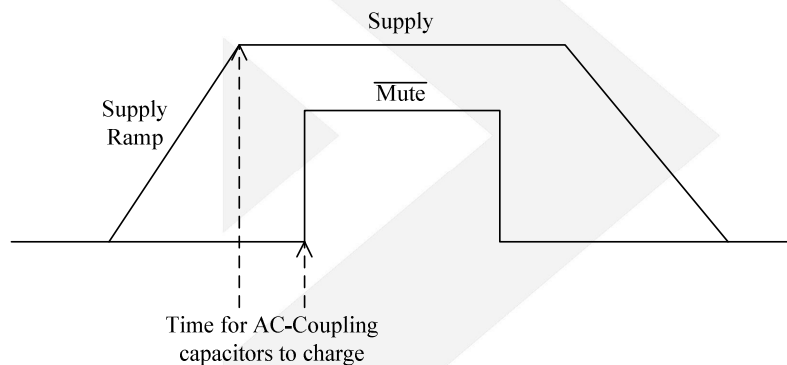 Supply
Mute
Supply
Ramp
Time for AC-Coupling
capacitors to charge